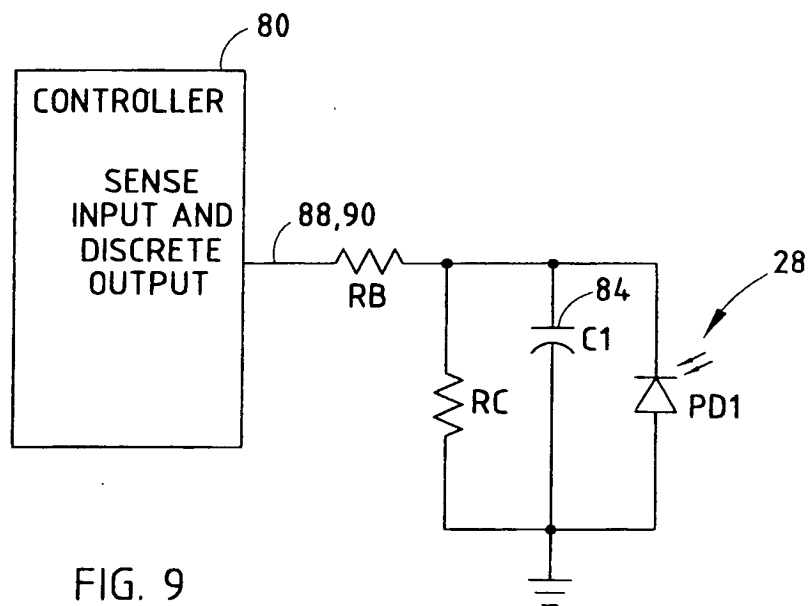 80
CONTROLLER
SENSE
INPUT AND
DISCRETE
OUTPUT
88,90
RB
84
C1
28
RC
PD1
FIG. 9